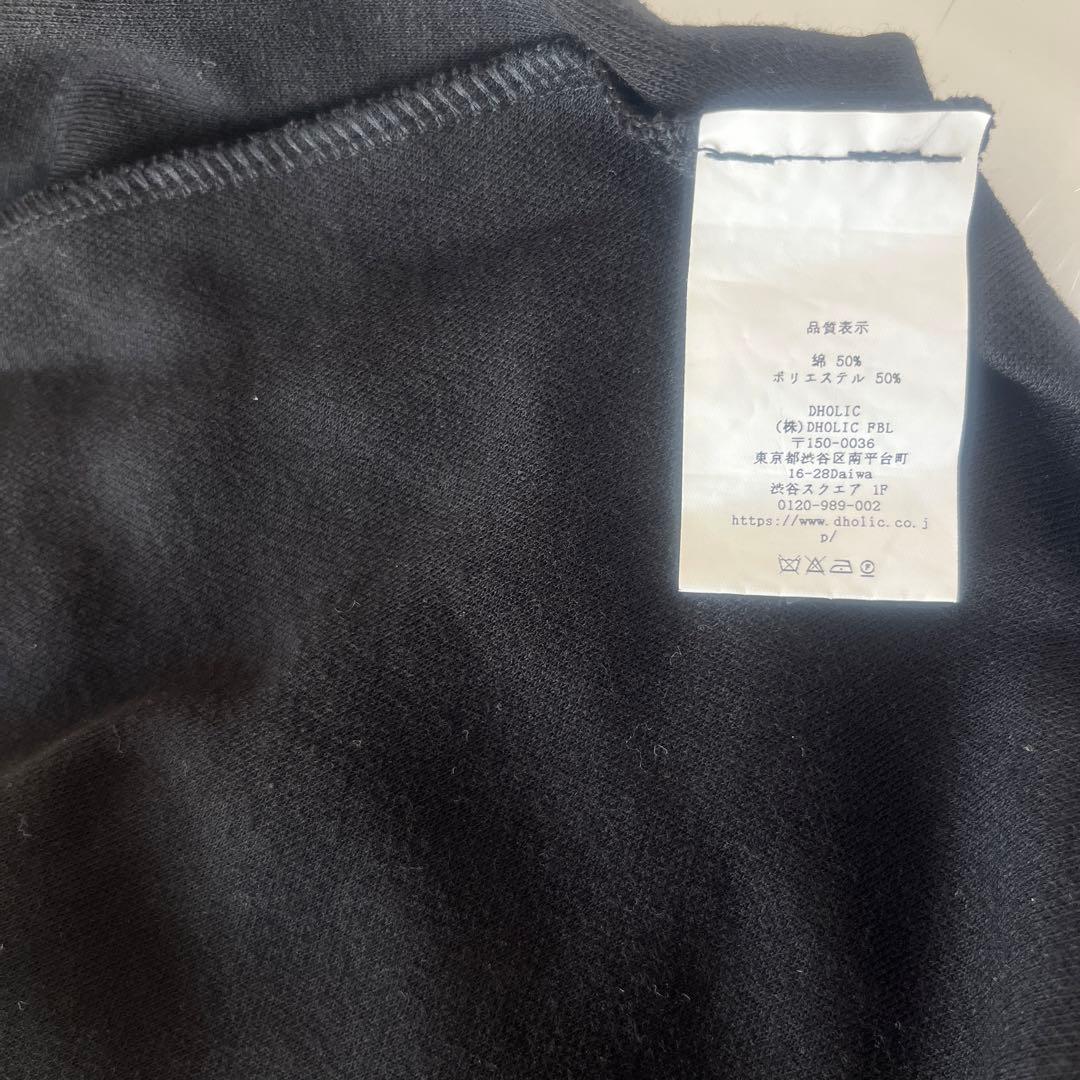 品質表示
綿 50%
ポリエステル 50%
DHOLIC
(株)DHOLIC FBL
〒150-0036
東京都渋谷区南平台町
16-28Daiwa
渋谷スクエア 1F
0120-989-002
https://www.dholic.co.j
p/